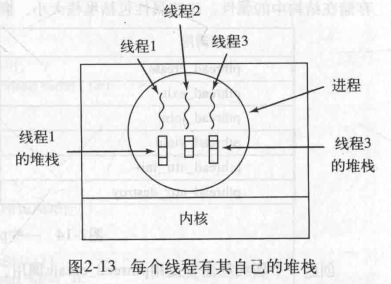 线程2
线程1
线程3
进程
线程1
的堆栈
线程3
的堆栈
内核
图2-13 每个线程有其自己的堆栈